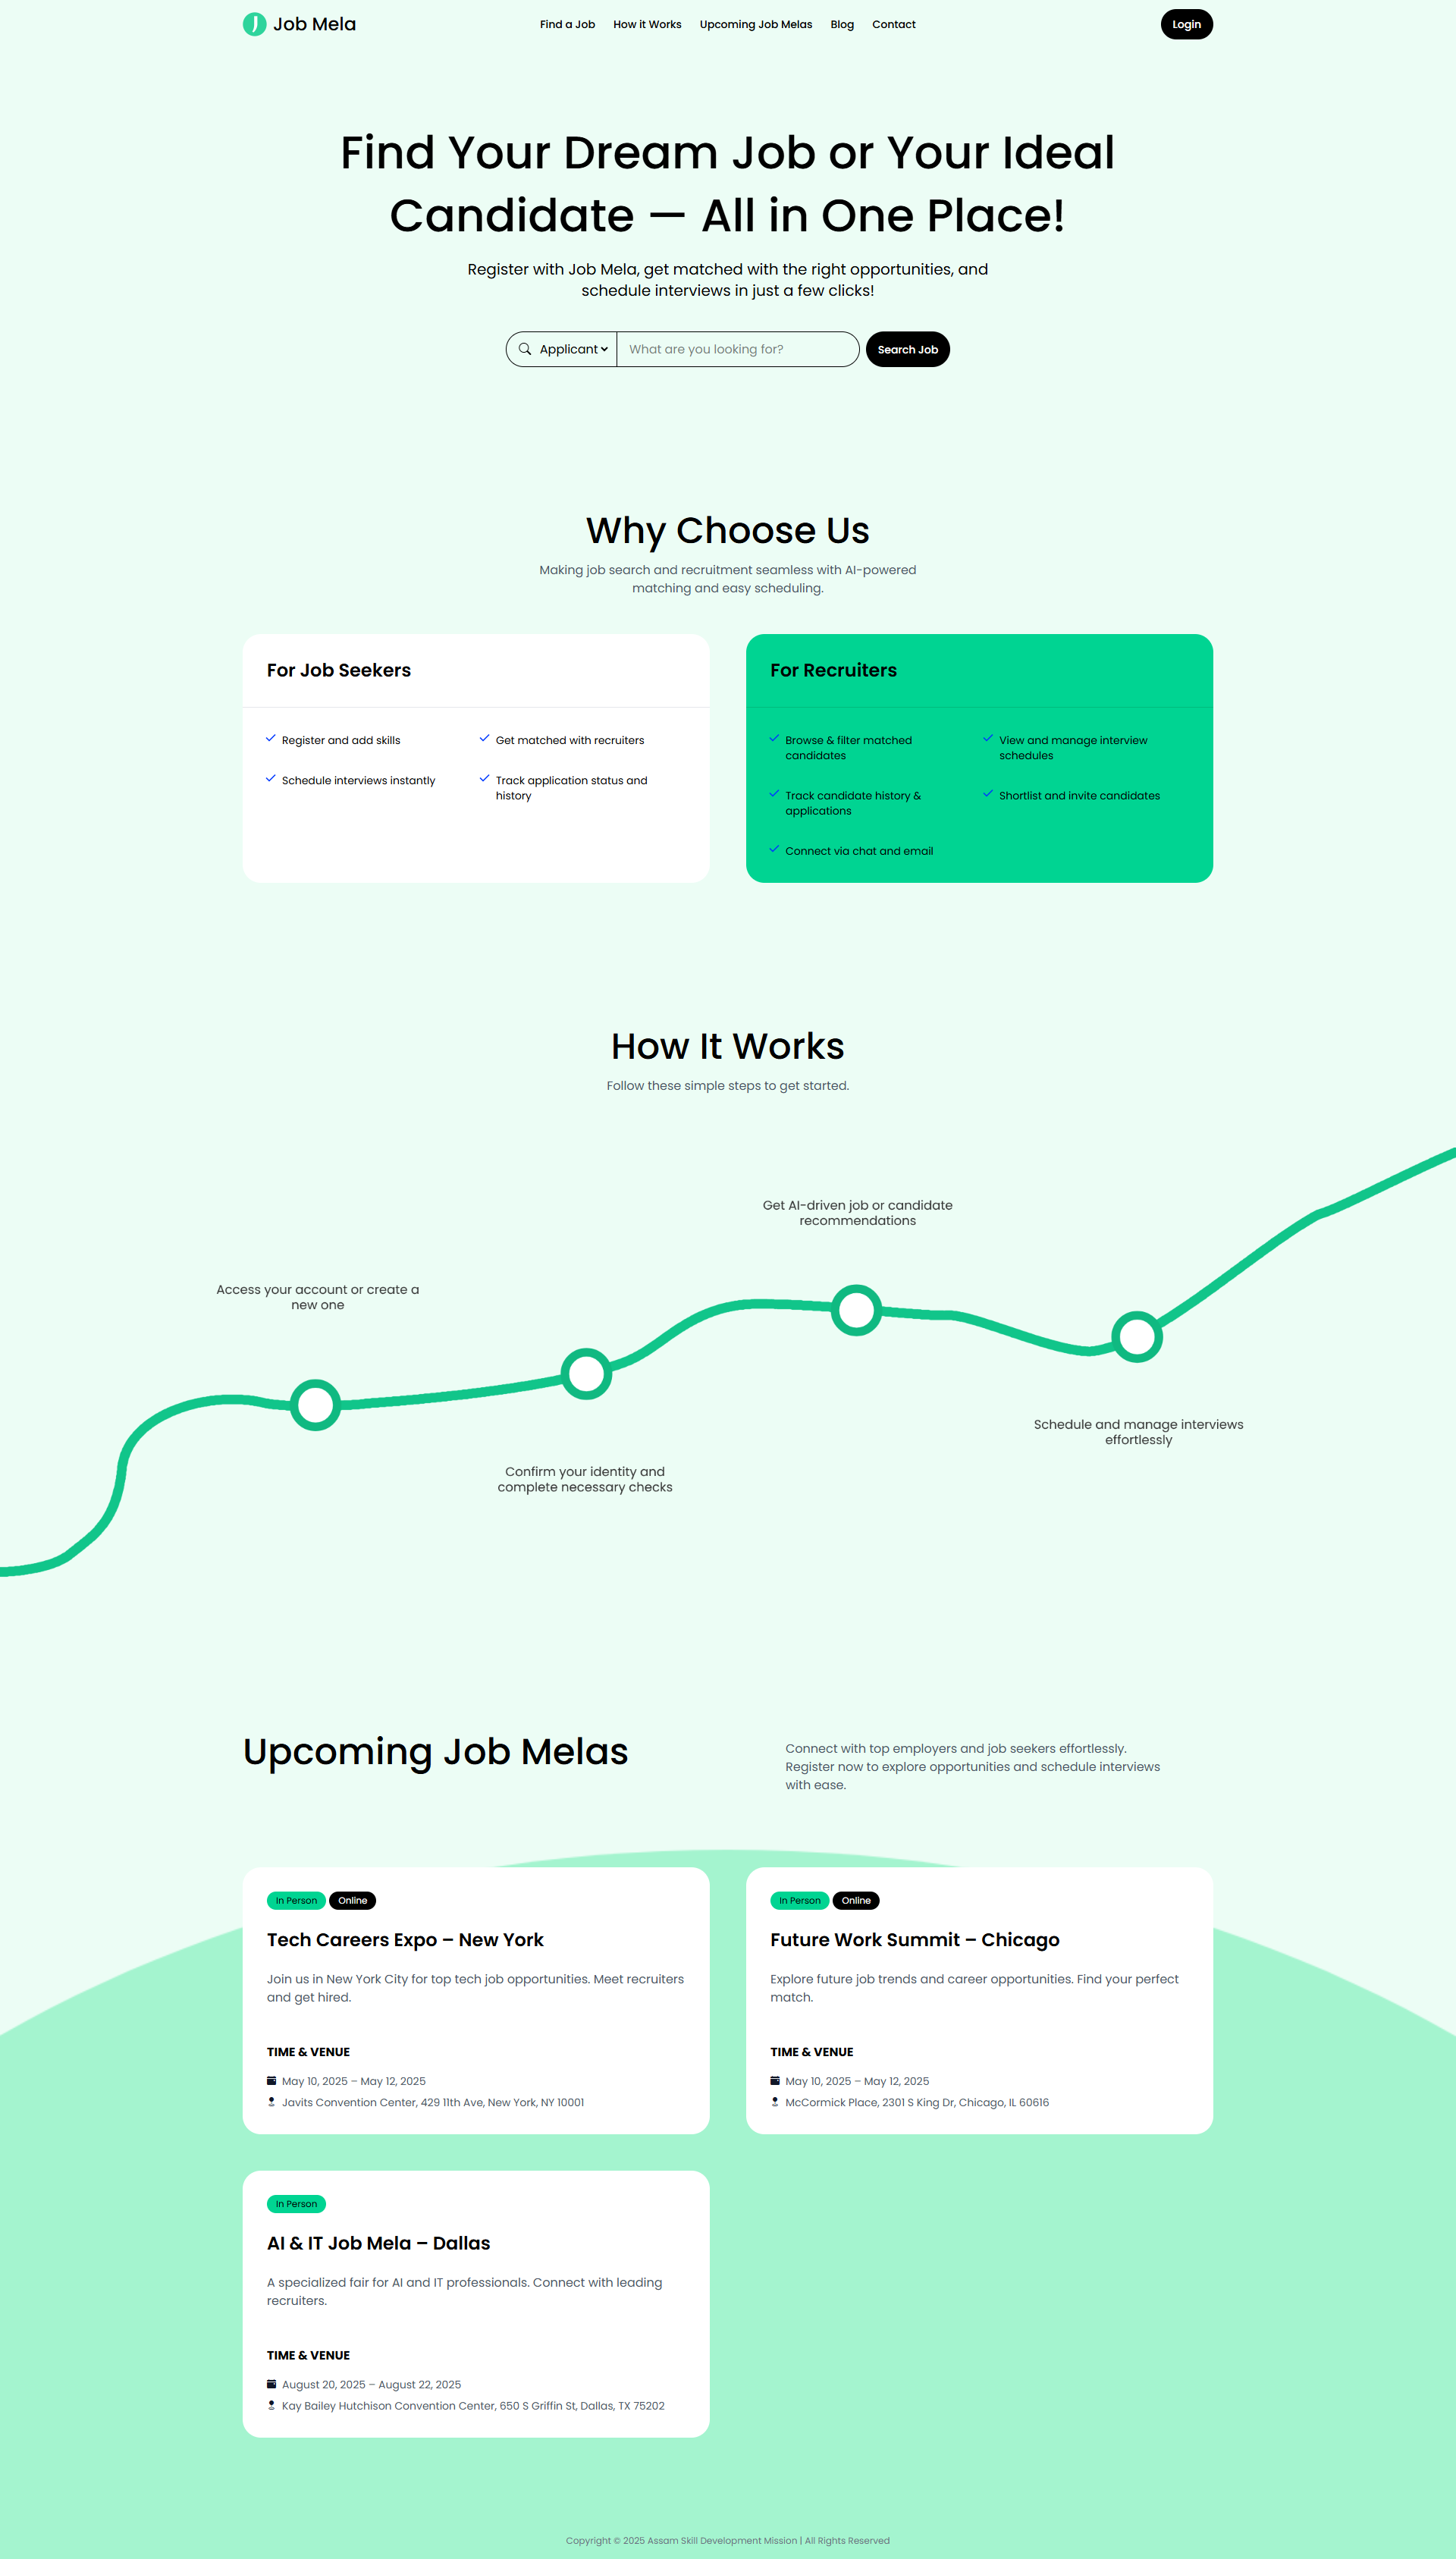 Job Mela
Find a Job
How it Works
Upcoming Job Melas
Blog
Contact
Login
Find Your Dream Job or Your Ideal
Candidate — All in One Place!
Register with Job Mela, get matched with the right opportunities, and
schedule interviews in just a few clicks!
Applicant
What are you looking for?
Search Job
Why Choose Us
Making job search and recruitment seamless with AI-powered
matching and easy scheduling.
For Job Seekers
Register and add skills
Get matched with recruiters
Schedule interviews instantly
Track application status and
history
For Recruiters
Browse & filter matched
candidates
View and manage interview
schedules
Track candidate history &
applications
Shortlist and invite candidates
Connect via chat and email
How It Works
Follow these simple steps to get started.
Access your account or create a
new one
Confirm your identity and
complete necessary checks
Get AI-driven job or candidate
recommendations
Schedule and manage interviews
effortlessly
Upcoming Job Melas
Connect with top employers and job seekers effortlessly.
Register now to explore opportunities and schedule interviews
with ease.
In Person
Online
Tech Careers Expo – New York
Join us in New York City for top tech job opportunities. Meet recruiters
and get hired.
TIME & VENUE
May 10, 2025 – May 12, 2025
Javits Convention Center, 429 11th Ave, New York, NY 10001
In Person
Online
Future Work Summit – Chicago
Explore future job trends and career opportunities. Find your perfect
match.
TIME & VENUE
May 10, 2025 – May 12, 2025
McCormick Place, 2301 S King Dr, Chicago, IL 60616
In Person
AI & IT Job Mela – Dallas
A specialized fair for AI and IT professionals. Connect with leading
recruiters.
TIME & VENUE
August 20, 2025 – August 22, 2025
Kay Bailey Hutchison Convention Center, 650 S Griffin St, Dallas, TX 75202
Copyright © 2025 Assam Skill Development Mission | All Rights Reserved